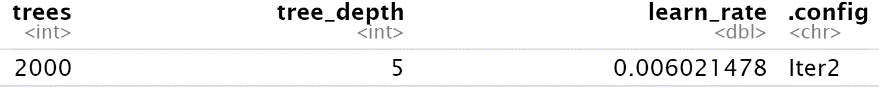 trees tree_depth learn_rate .config
<int> <int> <dbl> <chr>
2000 5 0.006021478 Iter2